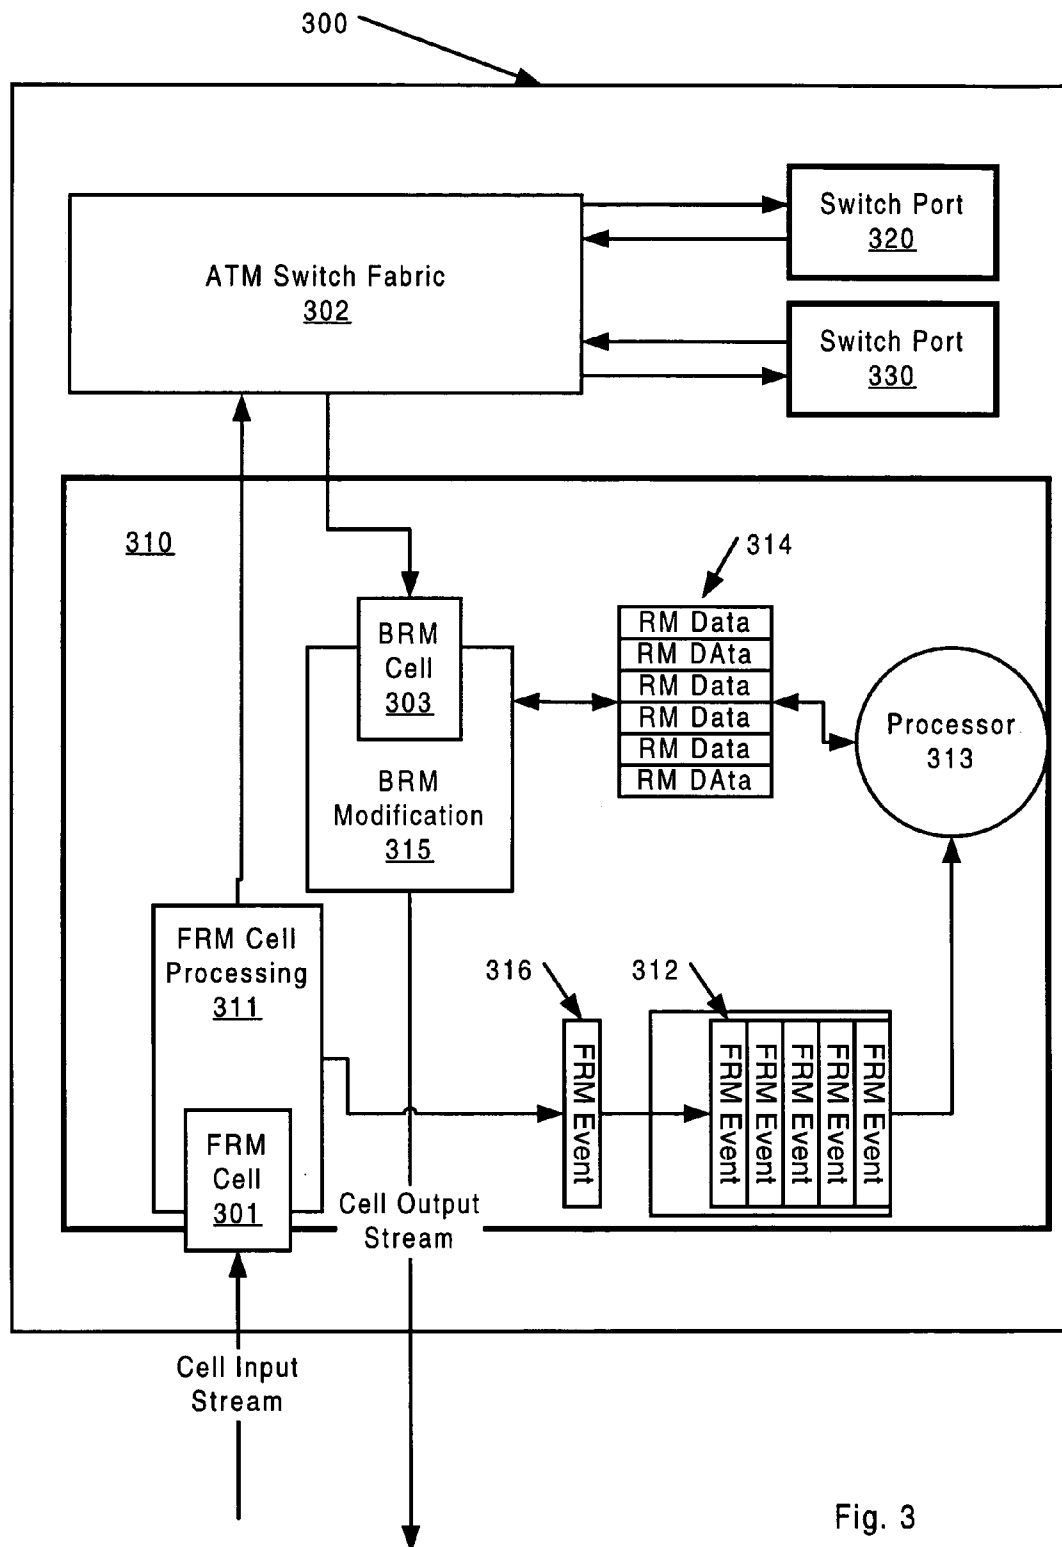 300
Switch Port
320
ATM Switch Fabric
302
Switch Port
330
310
314
BRM
Cell
303
RM Data
RM DAta
RM Data
RM Data
RM Data
RM DAta
Processor
313
BRM
Modification
315
FRM Cell
Processing
311
316
312
FRM Event
FRM Event
FRM Event
FRM Event
FRM Event
FRM Event
FRM
Cell
301
Cell Output
Stream
Cell Input
Stream
Fig. 3